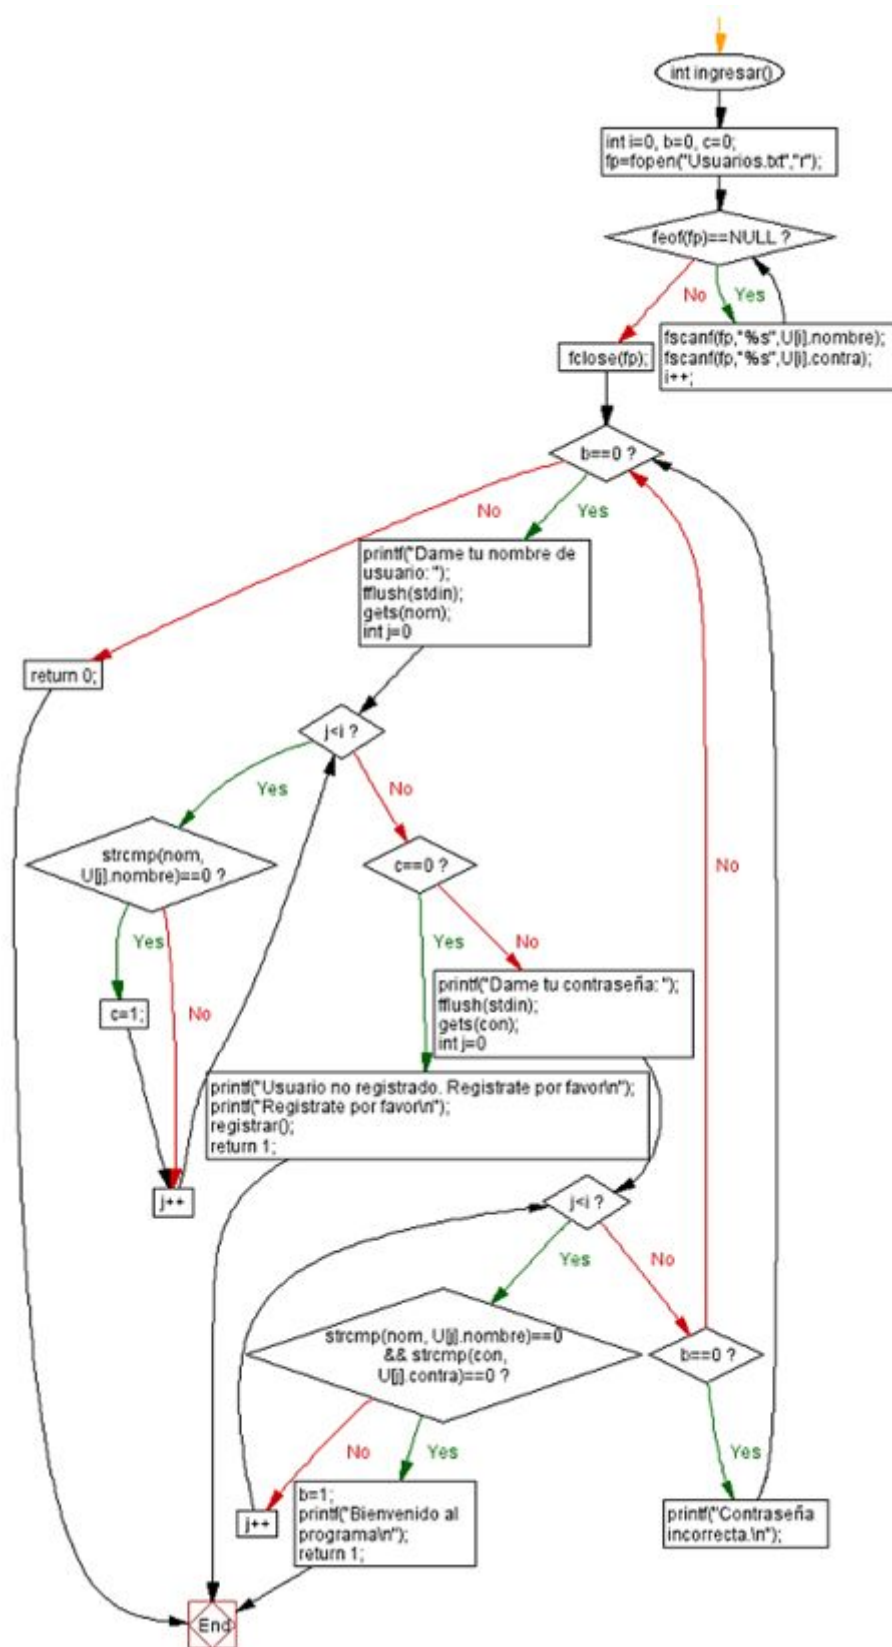 int ingresar()
int i=0, b=0, c=0;
fp=fopen("Usuarios.txt","r");
feof(fp)==NULL ?
No
Yes
fscanf(fp,"%s",U[i].nombre);
fscanf(fp,"%s",U[i].contra);
i++;
fclose(fp);
b==0 ?
No
Yes
printf("Dame tu nombre de
usuario: ");
fflush(stdin);
gets(nom);
int j=0
return 0;
j<i ?
Yes
No
strcmp(nom,
U[j].nombre)==0 ?
c==0 ?
No
Yes
Yes
No
c=1;
No
printf("Dame tu contraseña: ");
fflush(stdin);
gets(con);
int j=0
printf("Usuario no registrado. Registrate por favor\n");
printf("Registrate por favor\n");
registrar();
return 1;
j++
j<i ?
Yes
No
strcmp(nom, U[j].nombre)==0
&& strcmp(con,
U[j].contra)==0 ?
b==0 ?
No
Yes
Yes
j++
b=1;
printf("Bienvenido al
programa\n");
return 1;
printf("Contraseña
incorrecta.\n");
End